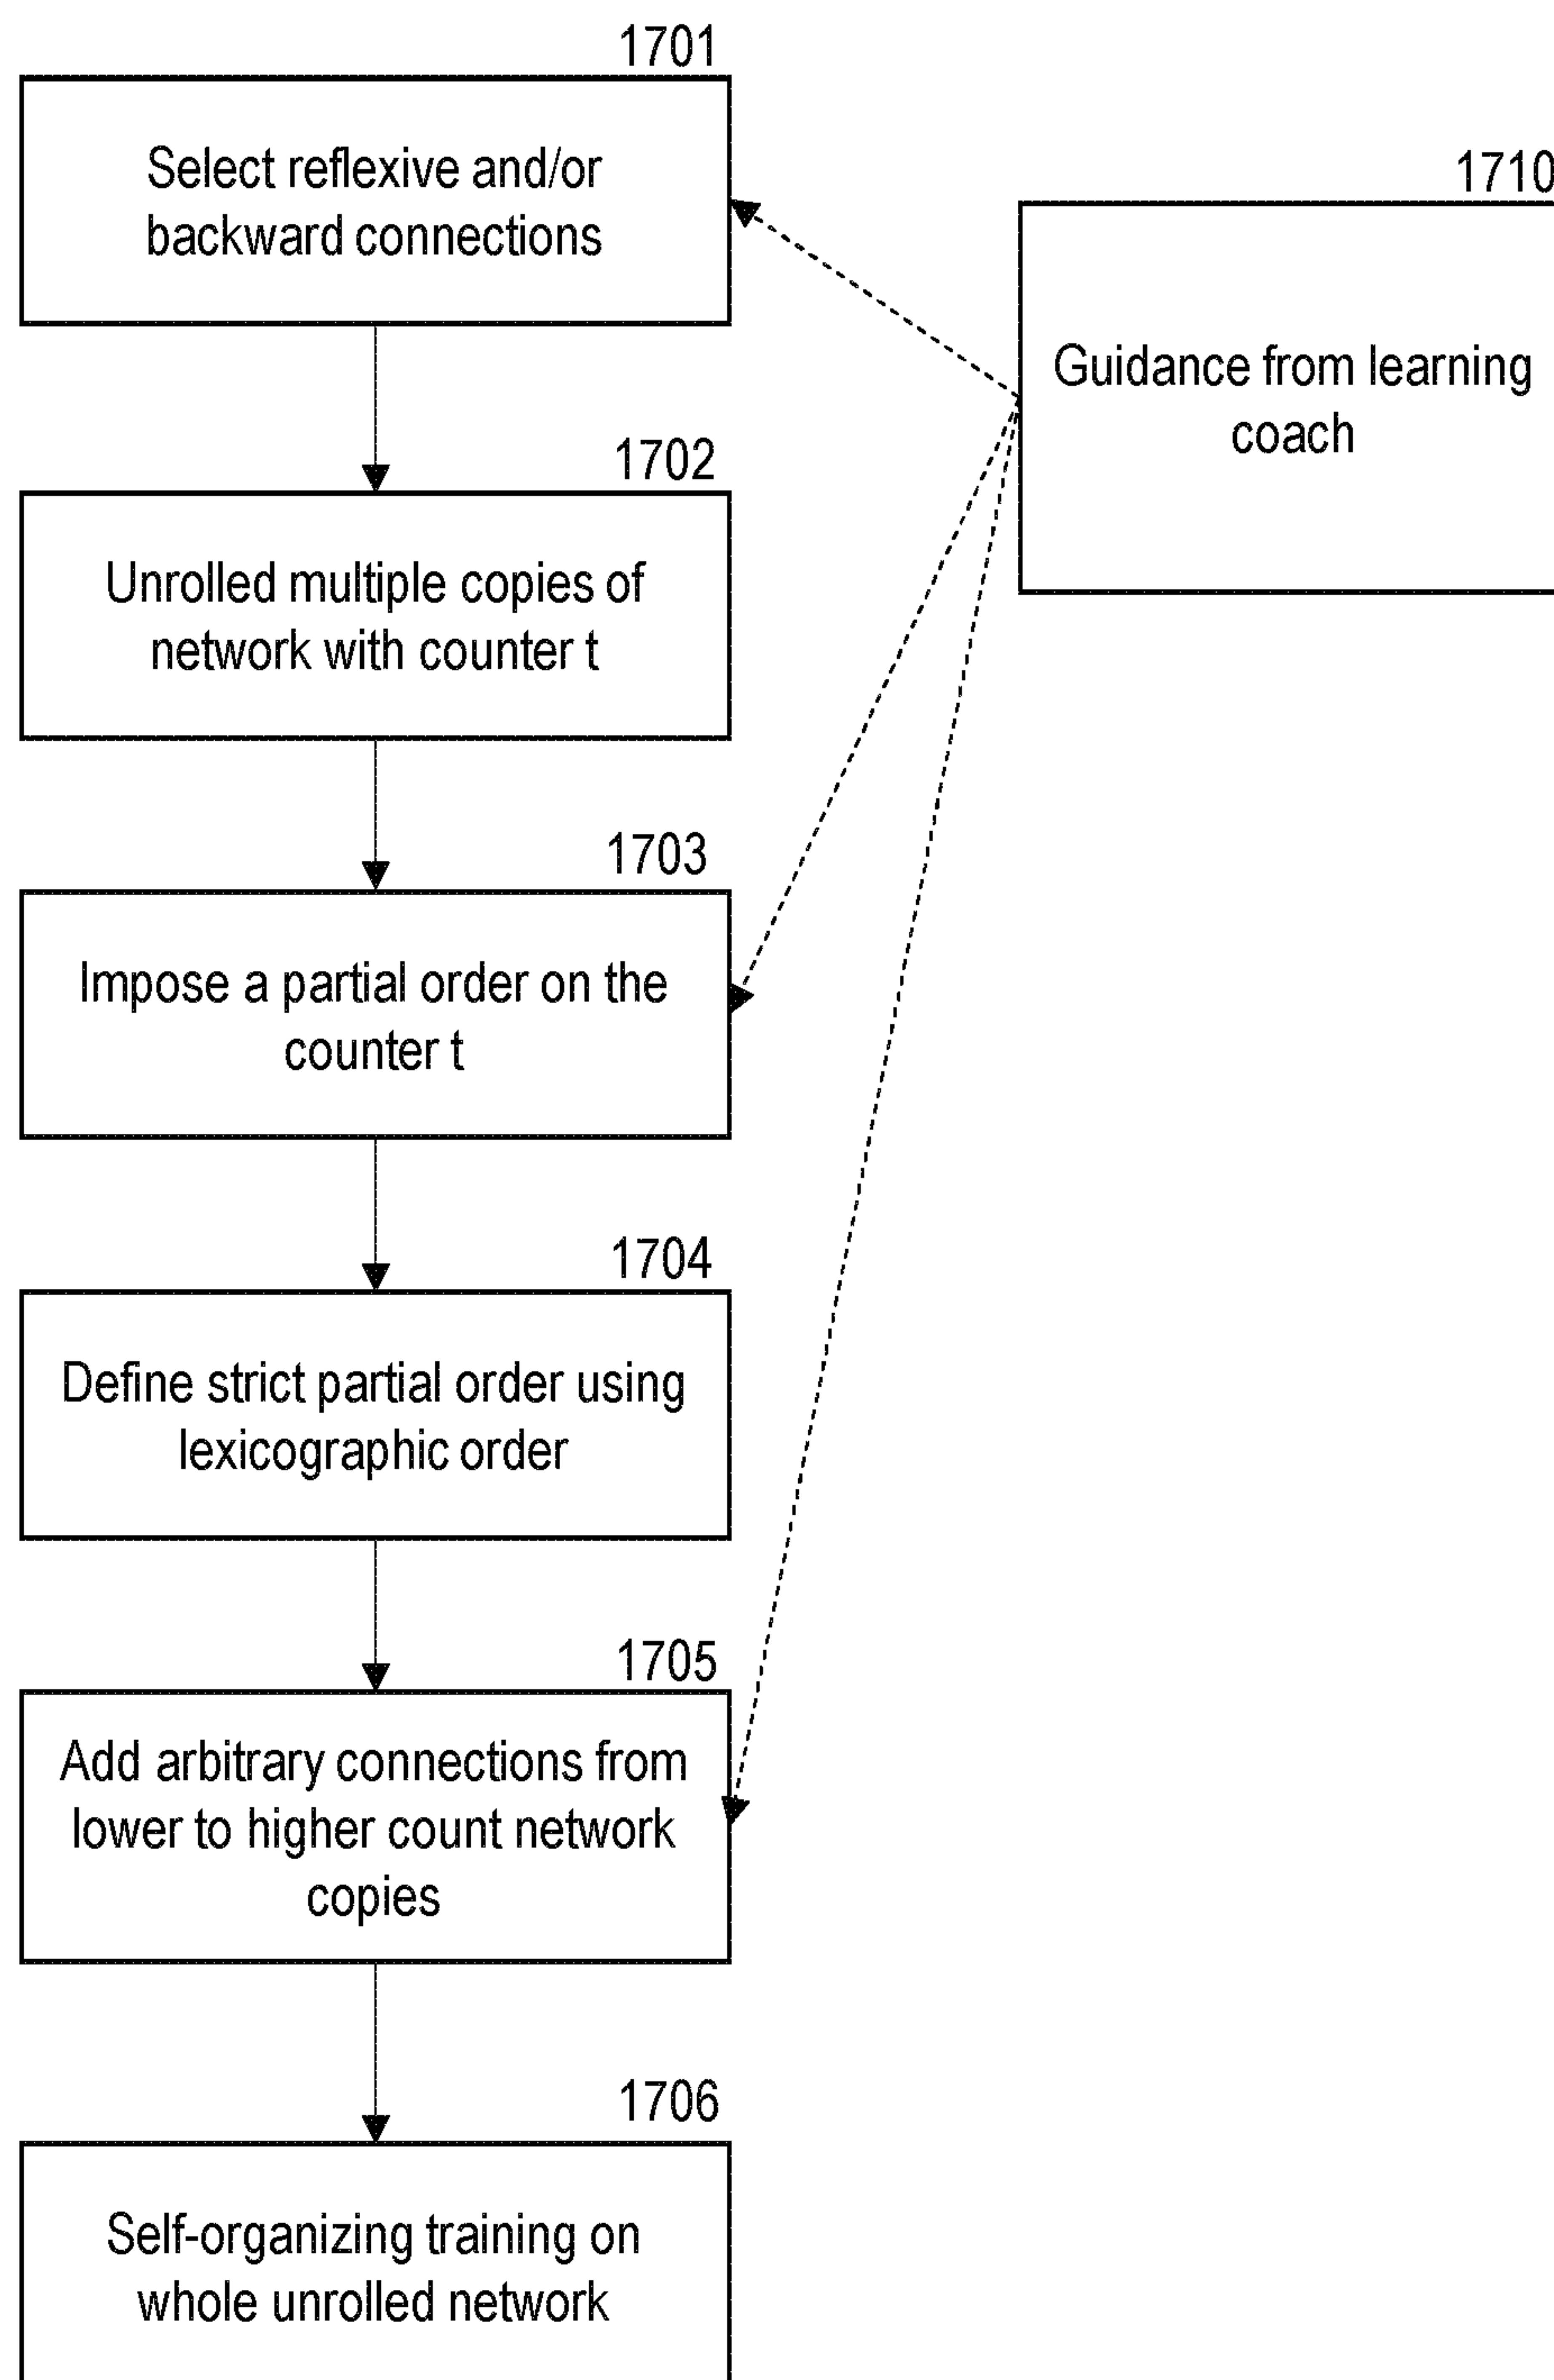 1701
Select reflexive and/or
backward connections
1710
Guidance from learning
coach
1702
Unrolled multiple copies of
network with counter t
1703
Impose a partial order on the
counter t
1704
Define strict partial order using
lexicographic order
1705
Add arbitrary connections from
lower to higher count network
copies
1706
Self-organizing training on
whole unrolled network